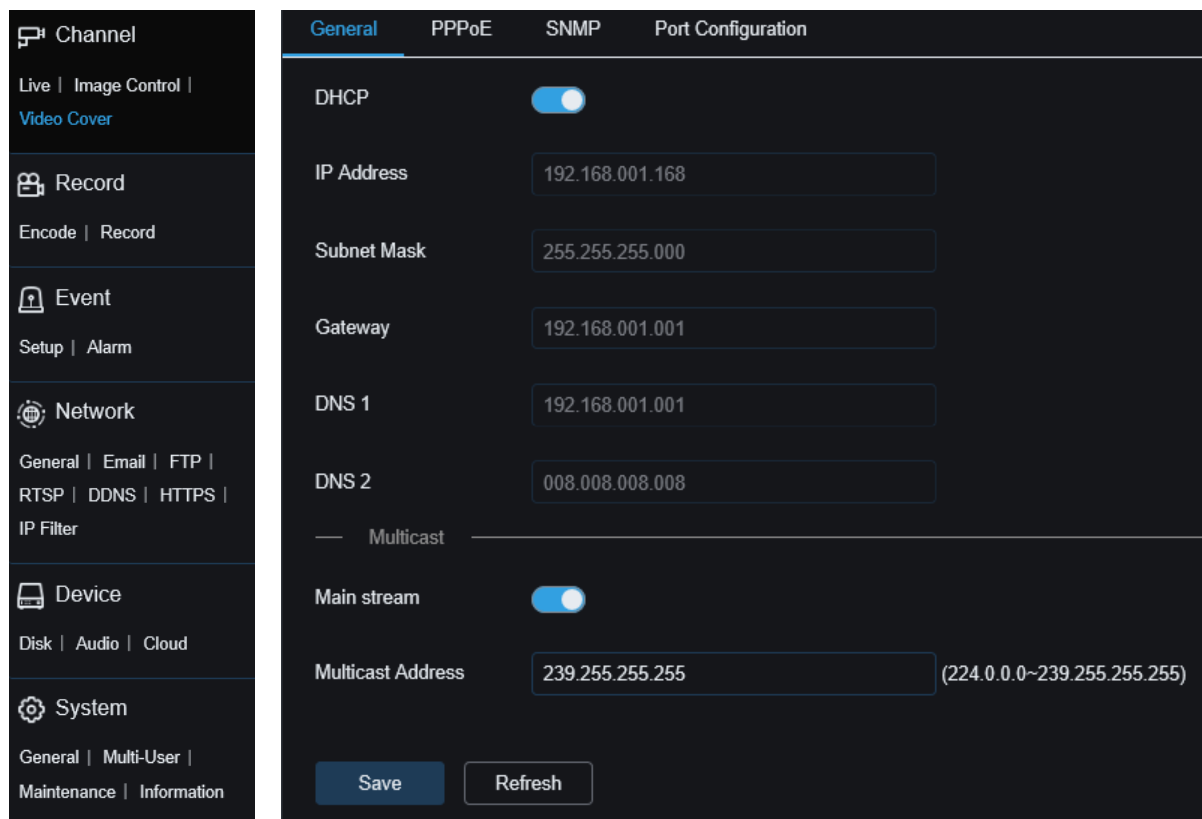 Channel
Live | Image Control |
Video Cover
Record
Encode | Record
Event
Setup | Alarm
Network
General | Email | FTP |
RTSP | DDNS | HTTPS |
IP Filter
Device
Disk | Audio | Cloud
System
General | Multi-User |
Maintenance | Information
General PPPoE SNMP Port Configuration
DHCP
IP Address 192.168.001.168
Subnet Mask 255.255.255.000
Gateway 192.168.001.001
DNS 1 192.168.001.001
DNS 2 008.008.008.008
Multicast
Main stream
Multicast Address 239.255.255.255 (224.0.0.0~239.255.255.255)
Save Refresh